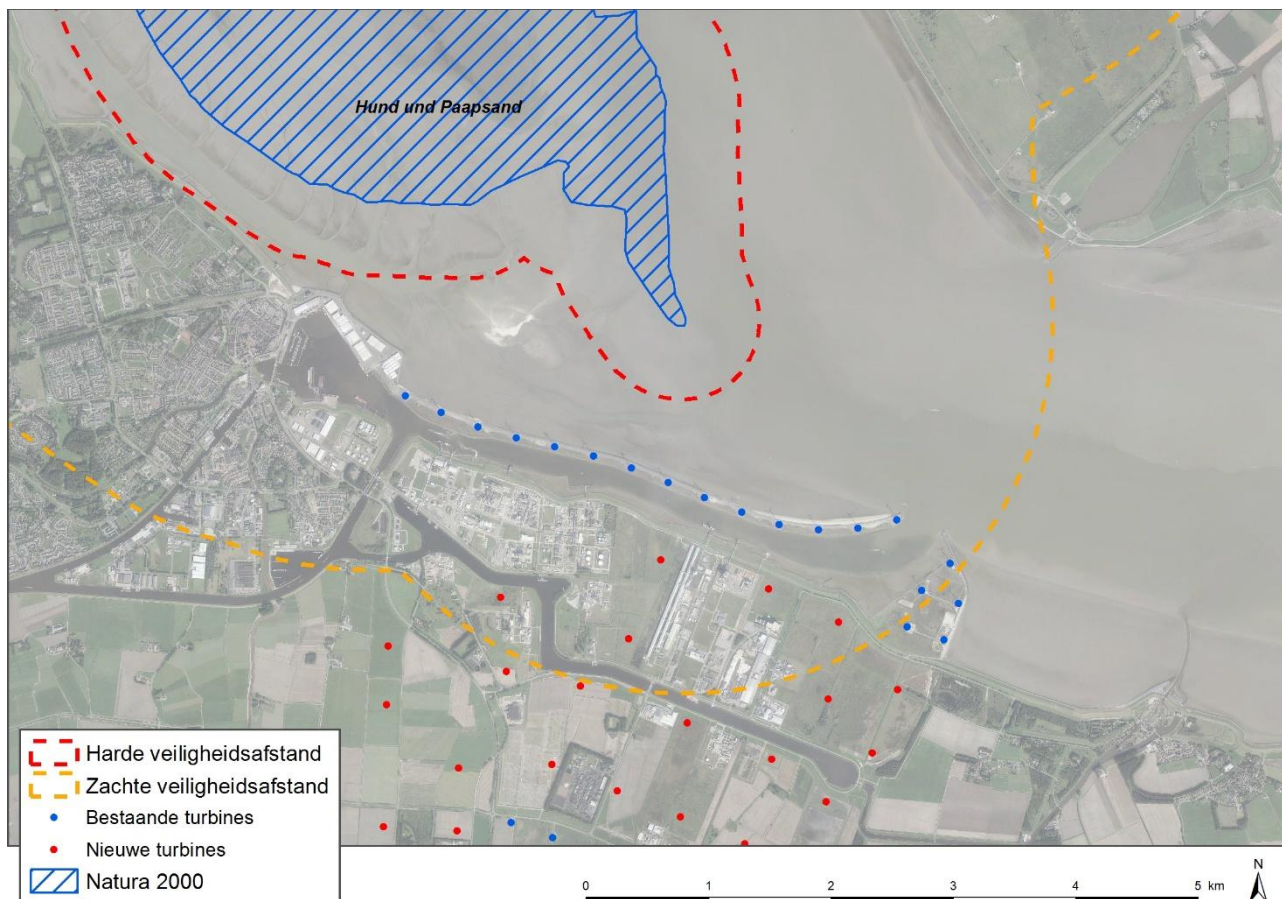 Hund und Paapsand
Harde veiligheidsafstand
Zachte veiligheidsafstand
Bestaande turbines
Nieuwe turbines
Natura 2000
0 1 2 3 4 5 km
N